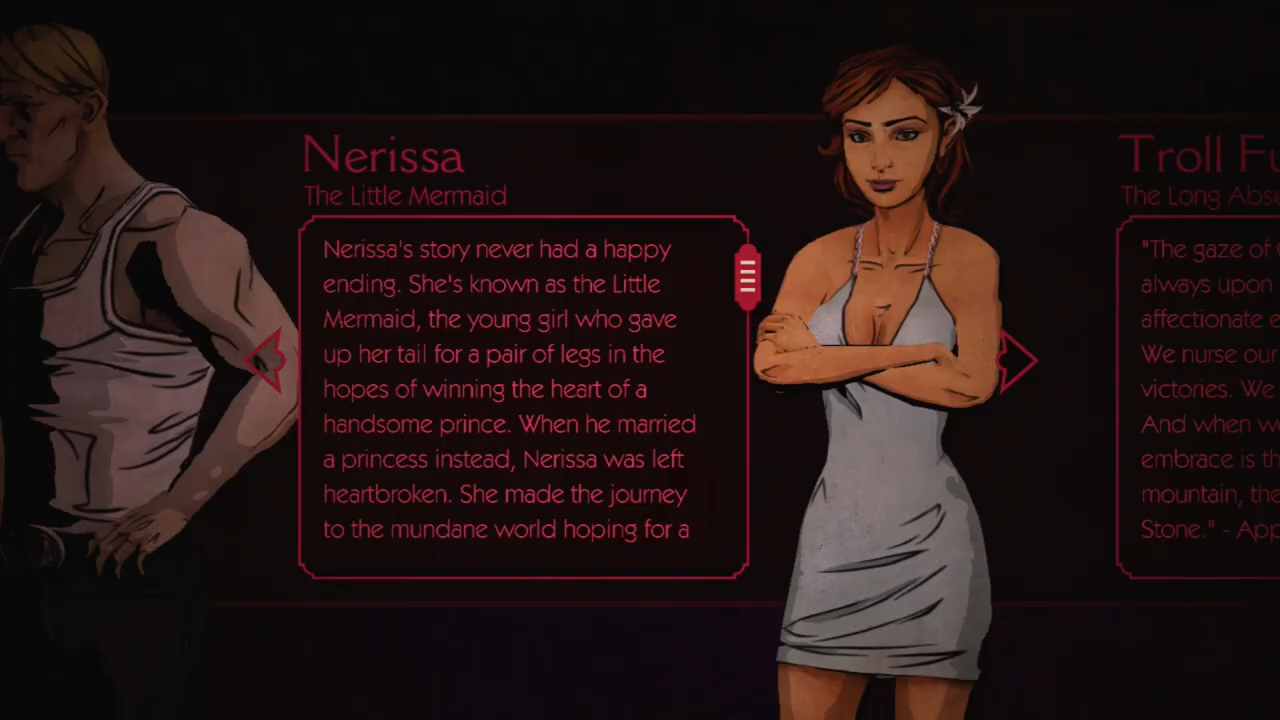 Nerissa
The Little Mermaid
Nerissa's story never had a happy
ending. She's known as the Little
Mermaid, the young girl who gave
up her tail for a pair of legs in the
hopes of winning the heart of a
handsome prince. When he married
a princess instead, Nerissa was left
heartbroken. She made the journey
to the mundane world hoping for a
Troll
The Long
"The gaze of
always upon
affectionate
We nurse our
victories. We
And when
embrace is
mountain,
Stone." -